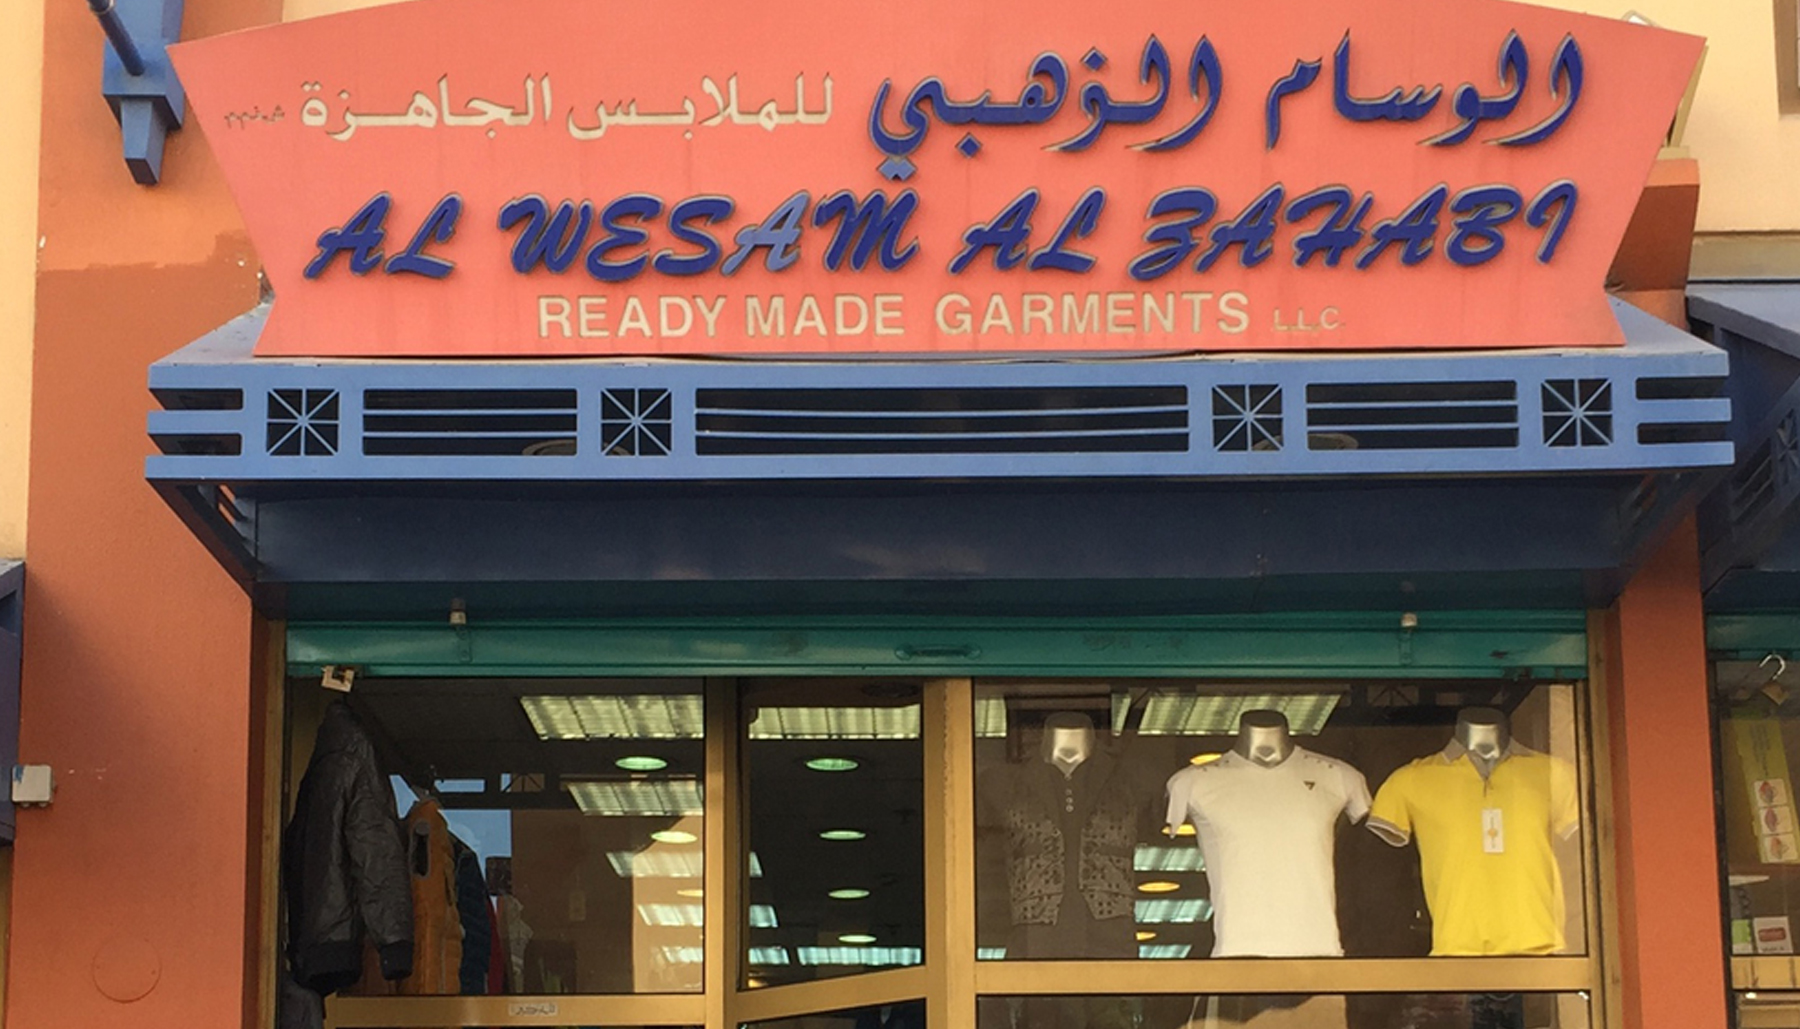 الوسام الذهبي للملابس الجاهزة ش.ذ.م.م
AL WESAM AL ZAHABI
READY MADE GARMENTS L.L.C.